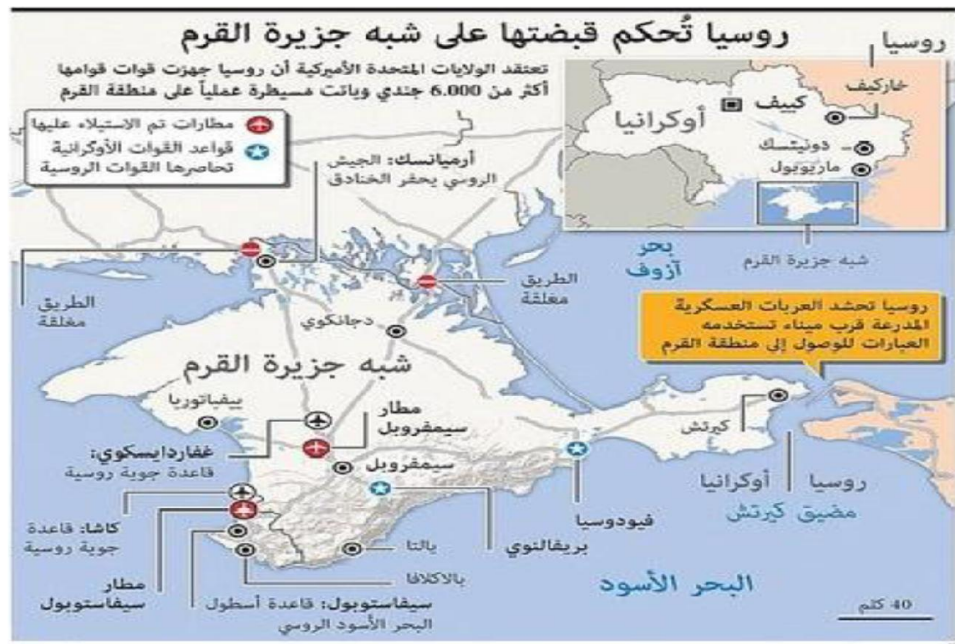 روسيا تُحكم قبضتها على شبه جزيرة القرم
تعتقد الولايات المتحدة الأميركية أن روسيا جهزت قوات قوامها
أكثر من 6.000 جندي وباتت مسيطرة عملياً على منطقة القرم
مطارات تم الاستيلاء عليها
قواعد القوات الأوكرانية
تحاصرها القوات الروسية
روسيا
خاركيف
كييف
أوكرانيا
دونيتسك
ماريوبول
شبه جزيرة القرم
أرميانسك: الجيش
الروسي يحفر الخنادق
بحر
آزوف
الطريق
مغلقة
الطريق
مغلقة
روسيا تحشد العربات العسكرية
المدرعة قرب ميناء تستخدمه
العبارات للوصول إلى منطقة القرم
دجانكوي
شبه جزيرة القرم
ييفباتوريا
مطار
سيمفروبل
كيرتش
غفاردايسكوي:
قاعدة جوية روسية
سيمفروبل
روسيا
أوكرانيا
مضيق كيرتش
فيودوسيا
كاشا: قاعدة
جوية روسية
بريفالنوي
يالتا
مطار
سيفاستوبول
بالاكلافا
سيفاستوبول: قاعدة أسطول
البحر الأسود الروسي
البحر الأسود
40 كلم